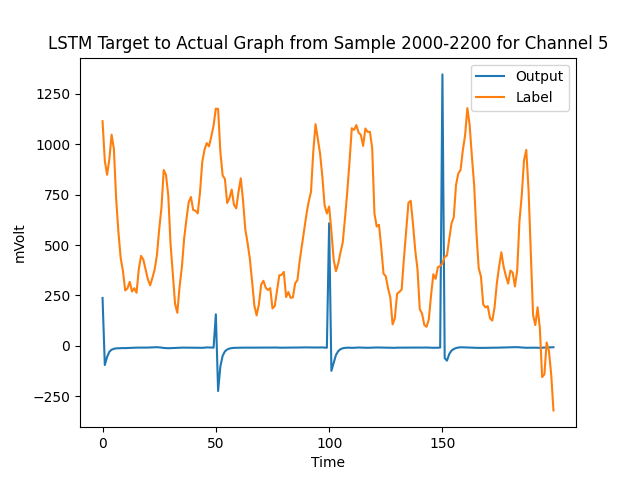 LSTM Target to Actual Graph from Sample 2000-2200 for Channel 5
Output
Label
1250
1000
750
500
250
0
−250
mVolt
0 50 100 150
Time